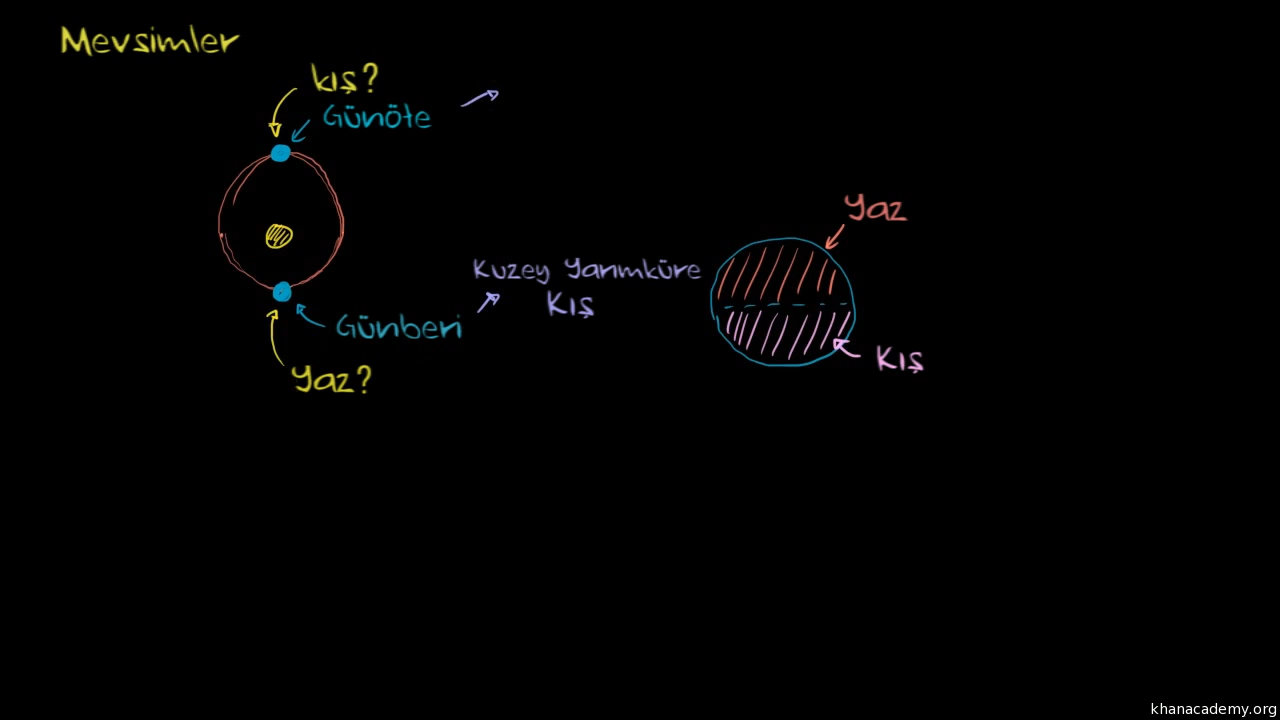 Mevsimler
kış?
Günöte
Yaz
Kuzey Yarımküre
Kış
Günberi
Kış
Yaz?
khanacademy.org